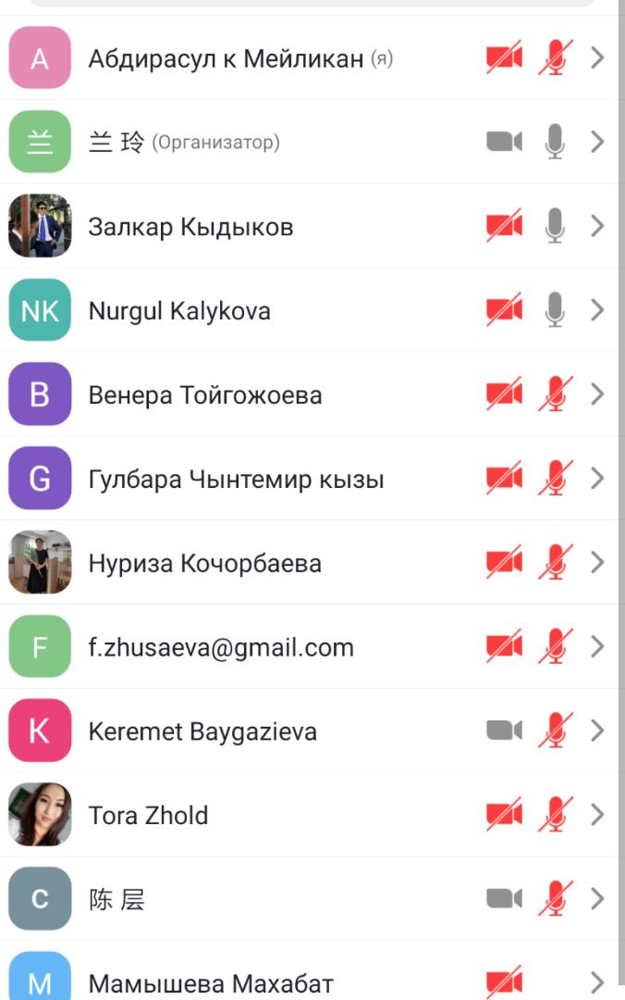 А
Абдирасул к Мейликан (я)
兰
兰 玲 (Организатор)
Залкар Кыдыков
NK
Nurgul Kalykova
В
Венера Тойгожоева
G
Гулбара Чынтемир кызы
Нуриза Кочорбаева
F
f.zhusaeva@gmail.com
K
Keremet Baygazieva
Tora Zhold
C
陈 层
М
Мамышева Махабат